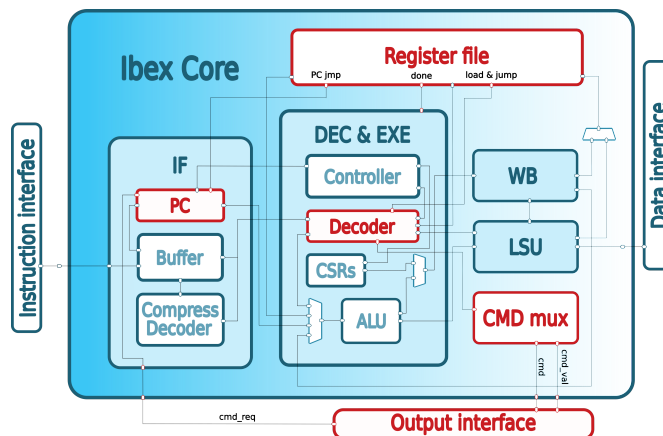 Ibex Core
Register file
PC jmp
done
load & jump
Instruction interface
IF
PC
Buffer
Compress
Decoder
DEC & EXE
Controller
Decoder
CSRs
ALU
WB
LSU
CMD mux
Data interface
cmd
cmd_val
cmd_req
Output interface